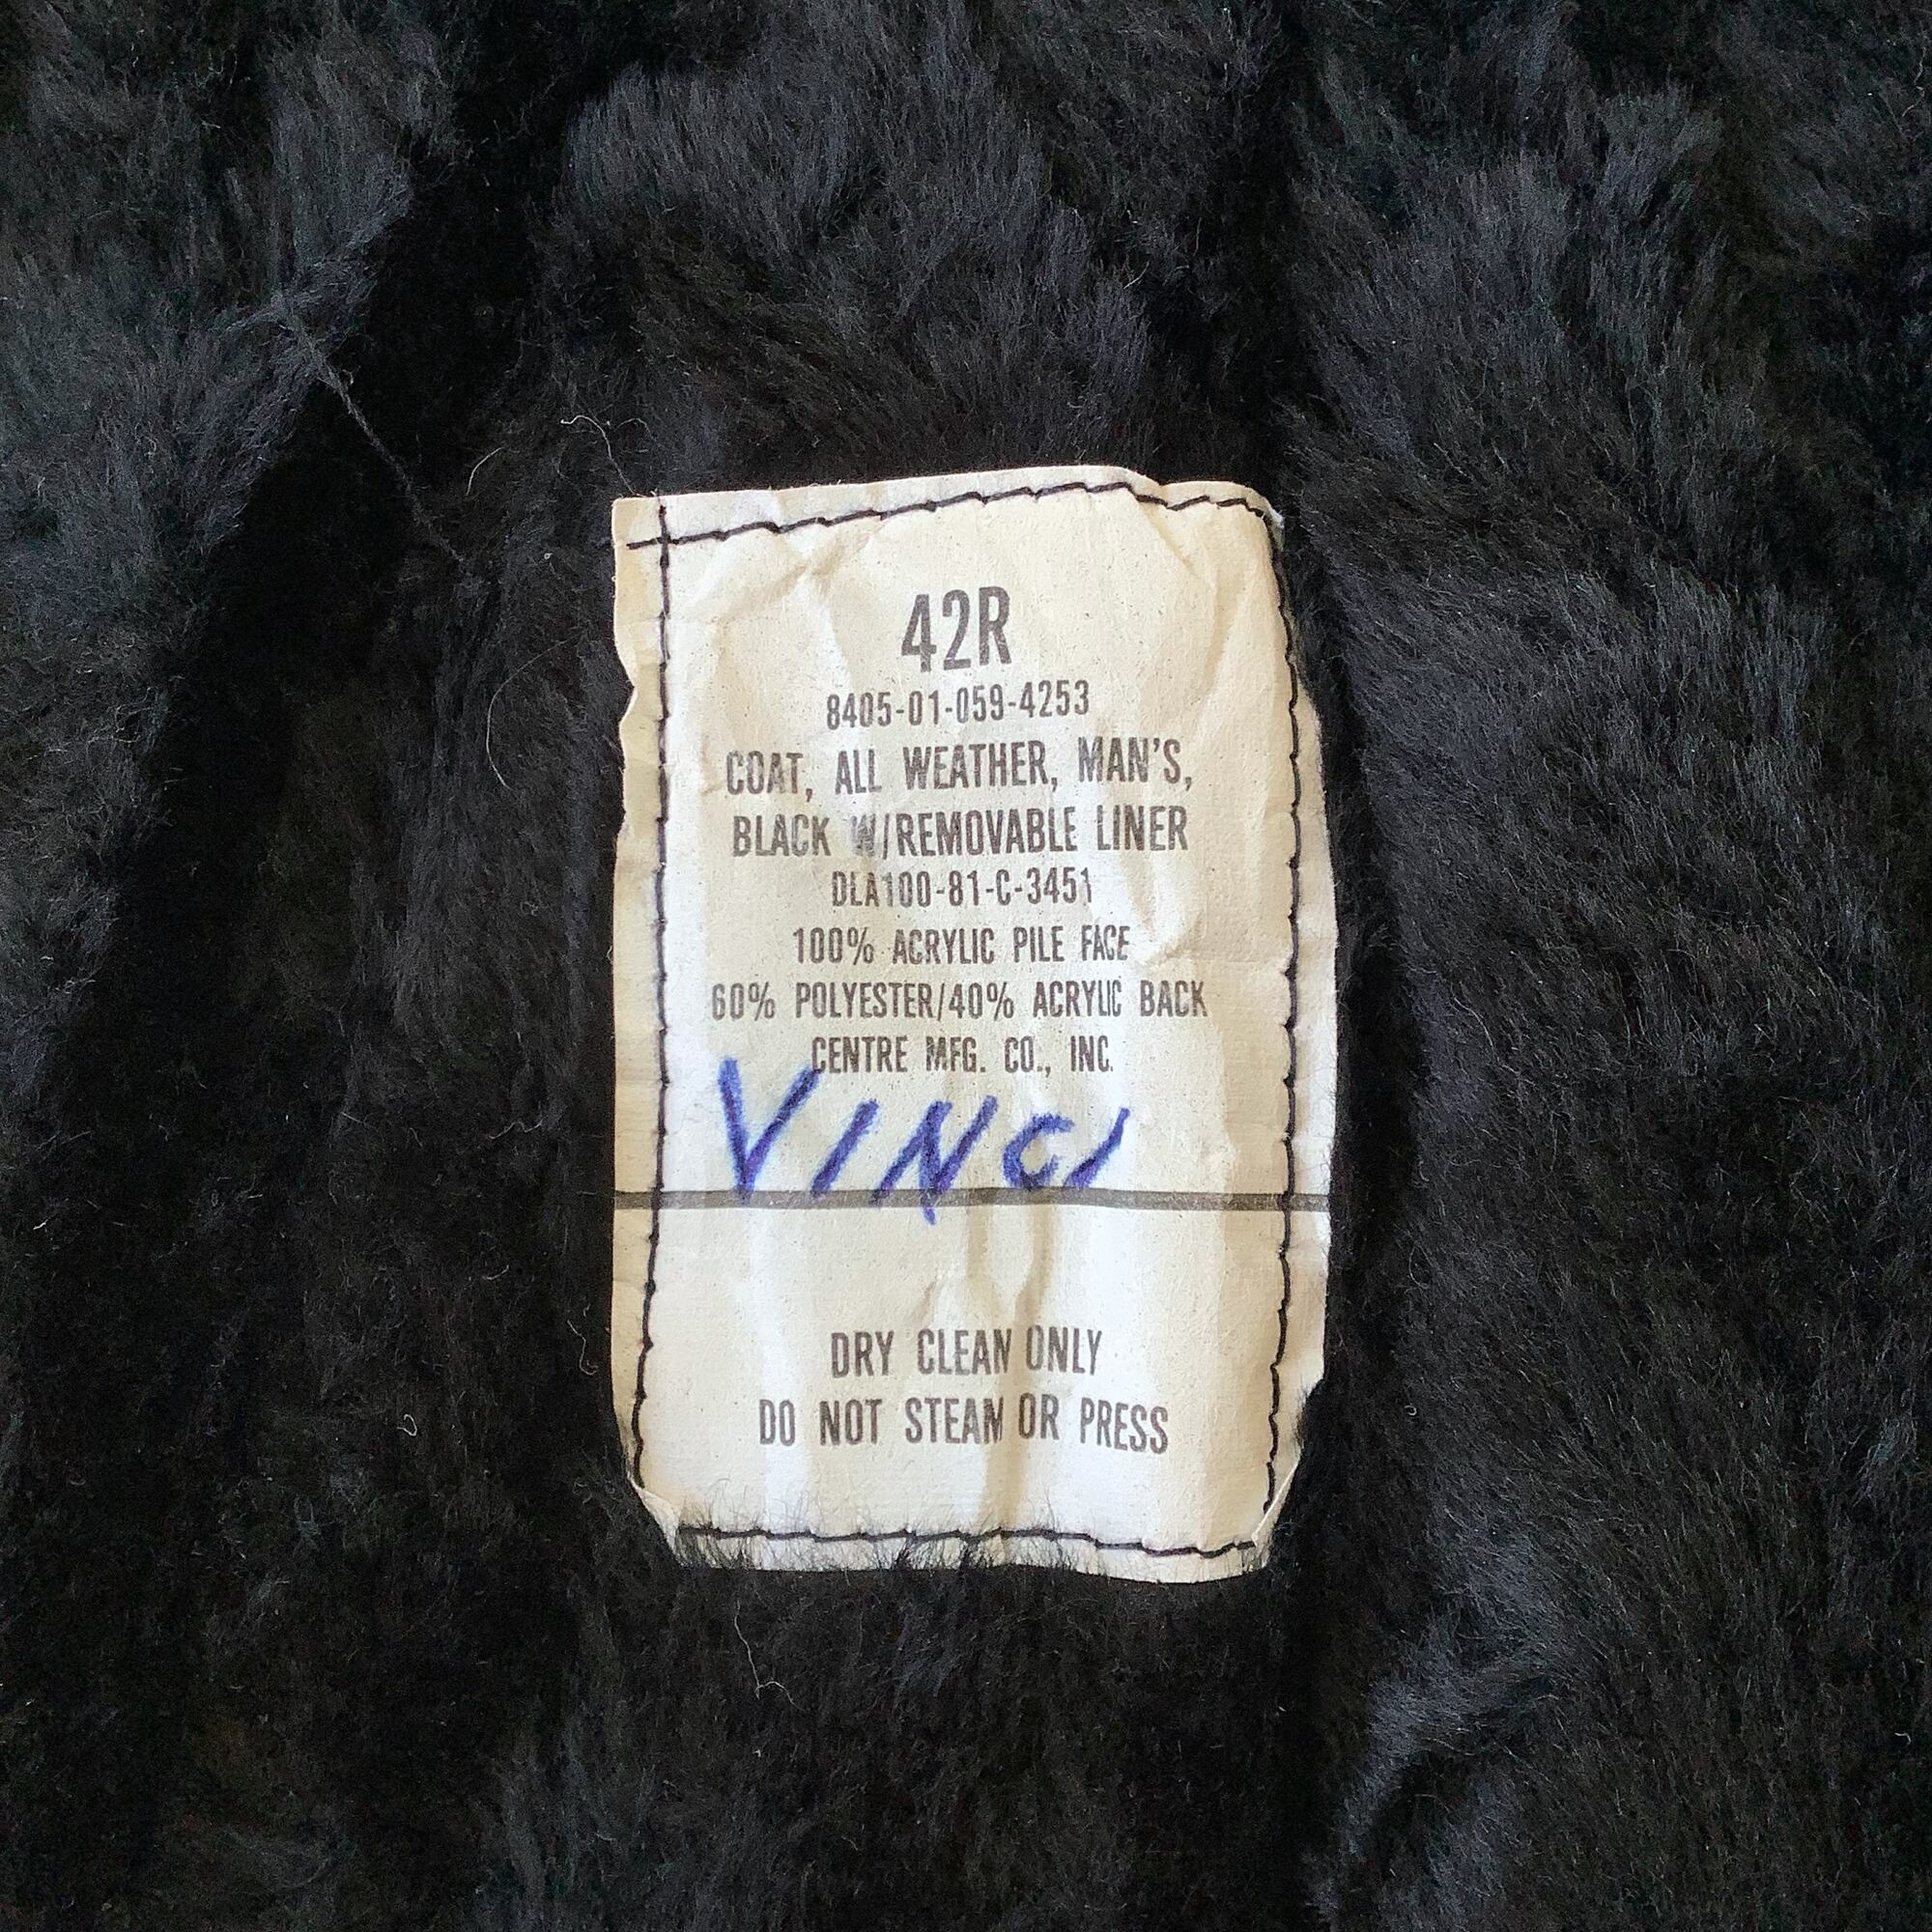 42R
8405-01-059-4253
COAT, ALL WEATHER, MAN'S,
BLACK W/REMOVABLE LINER
DLA100-81-C-3451
100% ACRYLIC PILE FACE
60% POLYESTER/40% ACRYLIC BACK
CENTRE MFG. CO., INC.
VINCI
DRY CLEAN ONLY
DO NOT STEAM OR PRESS